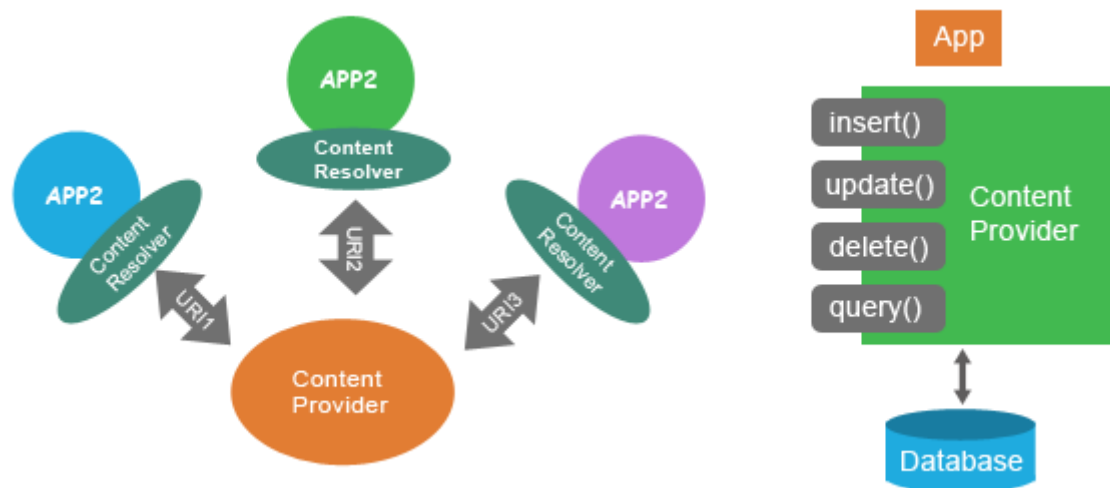 APP2
Content
Resolver
URI1
APP2
Content
Resolver
URI2
APP2
Content
Resolver
URI3
Content
Provider
App
insert()
update()
delete()
query()
Content
Provider
Database